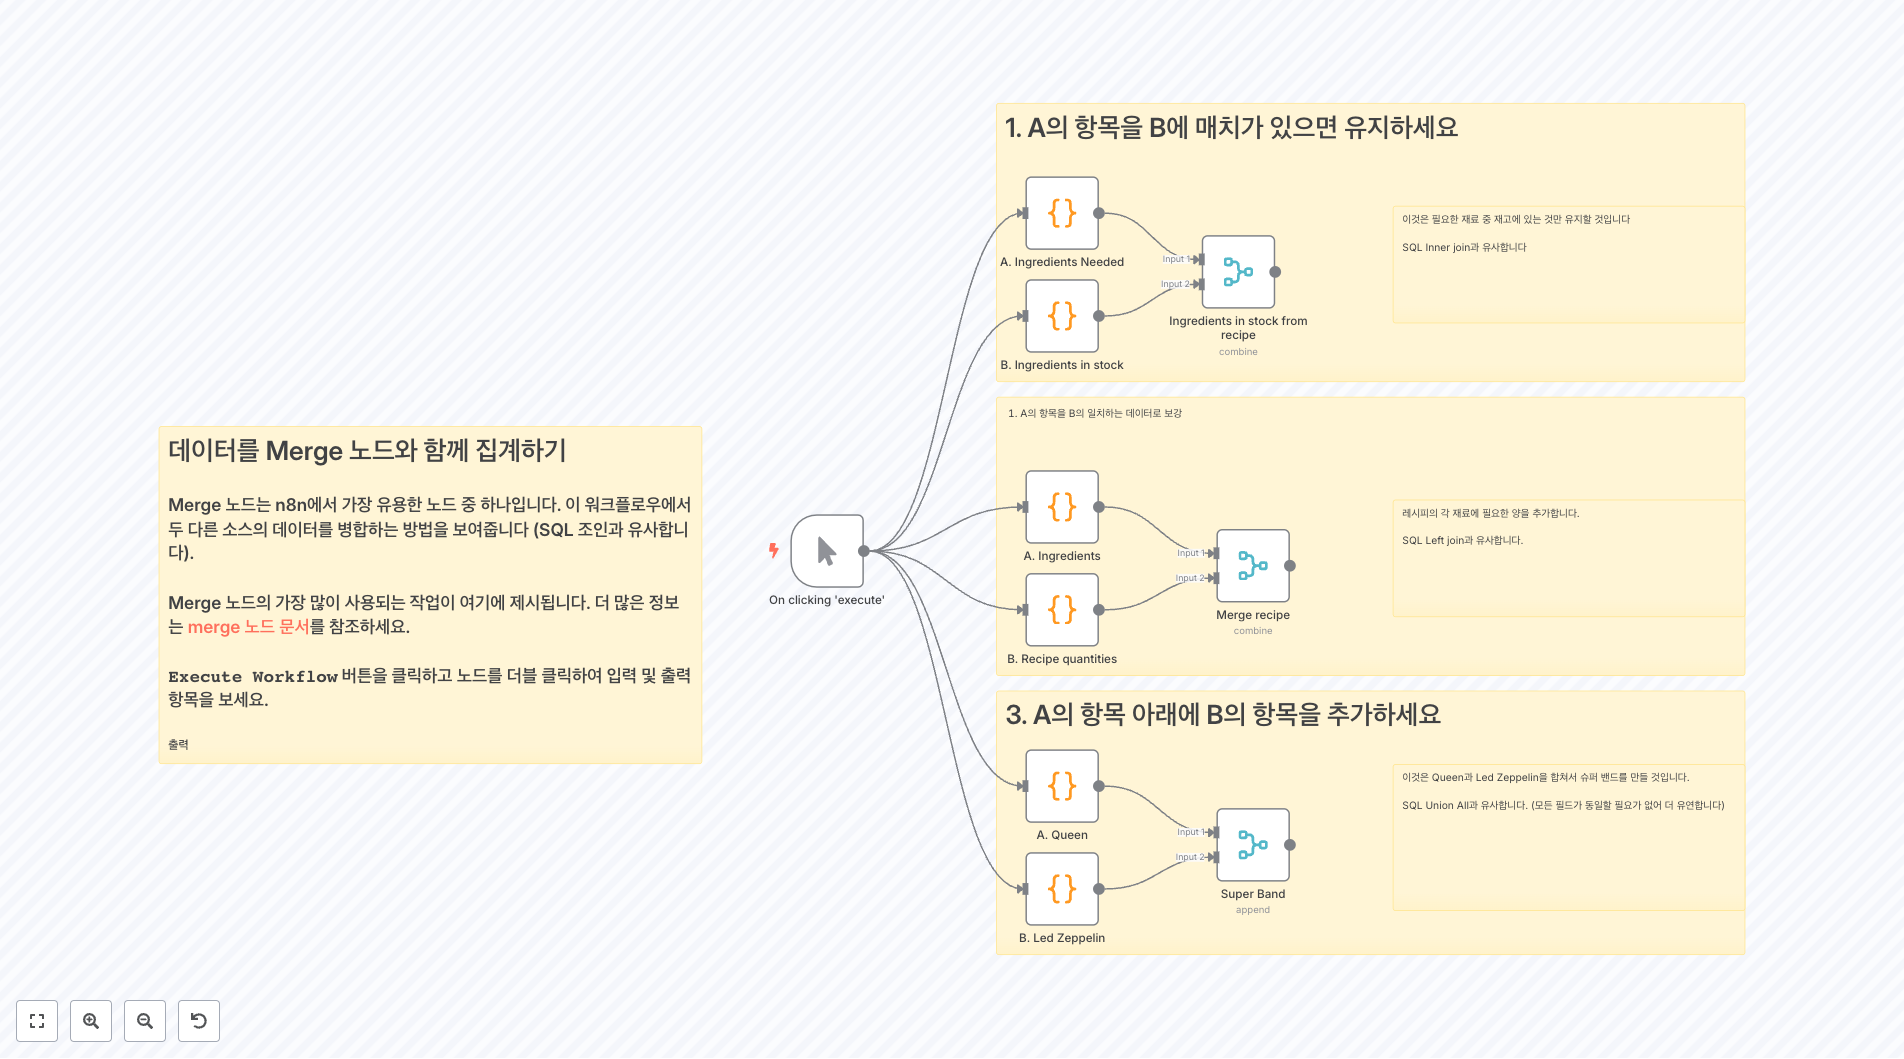 데이터를 Merge 노드와 함께 집계하기
Merge 노드는 n8n에서 가장 유용한 노드 중 하나입니다. 이 워크플로우에서
두 다른 소스의 데이터를 병합하는 방법을 보여줍니다 (SQL 조인과 유사합니
다).
Merge 노드의 가장 많이 사용되는 작업이 여기에 제시됩니다. 더 많은 정보
는 merge 노드 문서를 참조하세요.
Execute Workflow 버튼을 클릭하고 노드를 더블 클릭하여 입력 및 출력
항목을 보세요.
출력
On clicking 'execute'
1. A의 항목을 B에 매치가 있으면 유지하세요
A. Ingredients Needed
B. Ingredients in stock
Input 1
Input 2
Ingredients in stock from
recipe
combine
이것은 필요한 재료 중 재고에 있는 것만 유지할 것입니다
SQL Inner join과 유사합니다
1. A의 항목을 B의 일치하는 데이터로 보강
A. Ingredients
B. Recipe quantities
Input 1
Input 2
Merge recipe
combine
레시피의 각 재료에 필요한 양을 추가합니다.
SQL Left join과 유사합니다.
3. A의 항목 아래에 B의 항목을 추가하세요
A. Queen
B. Led Zeppelin
Input 1
Input 2
Super Band
append
이것은 Queen과 Led Zeppelin을 합쳐서 슈퍼 밴드를 만들 것입니다.
SQL Union All과 유사합니다. (모든 필드가 동일할 필요가 없어 더 유연합니다)